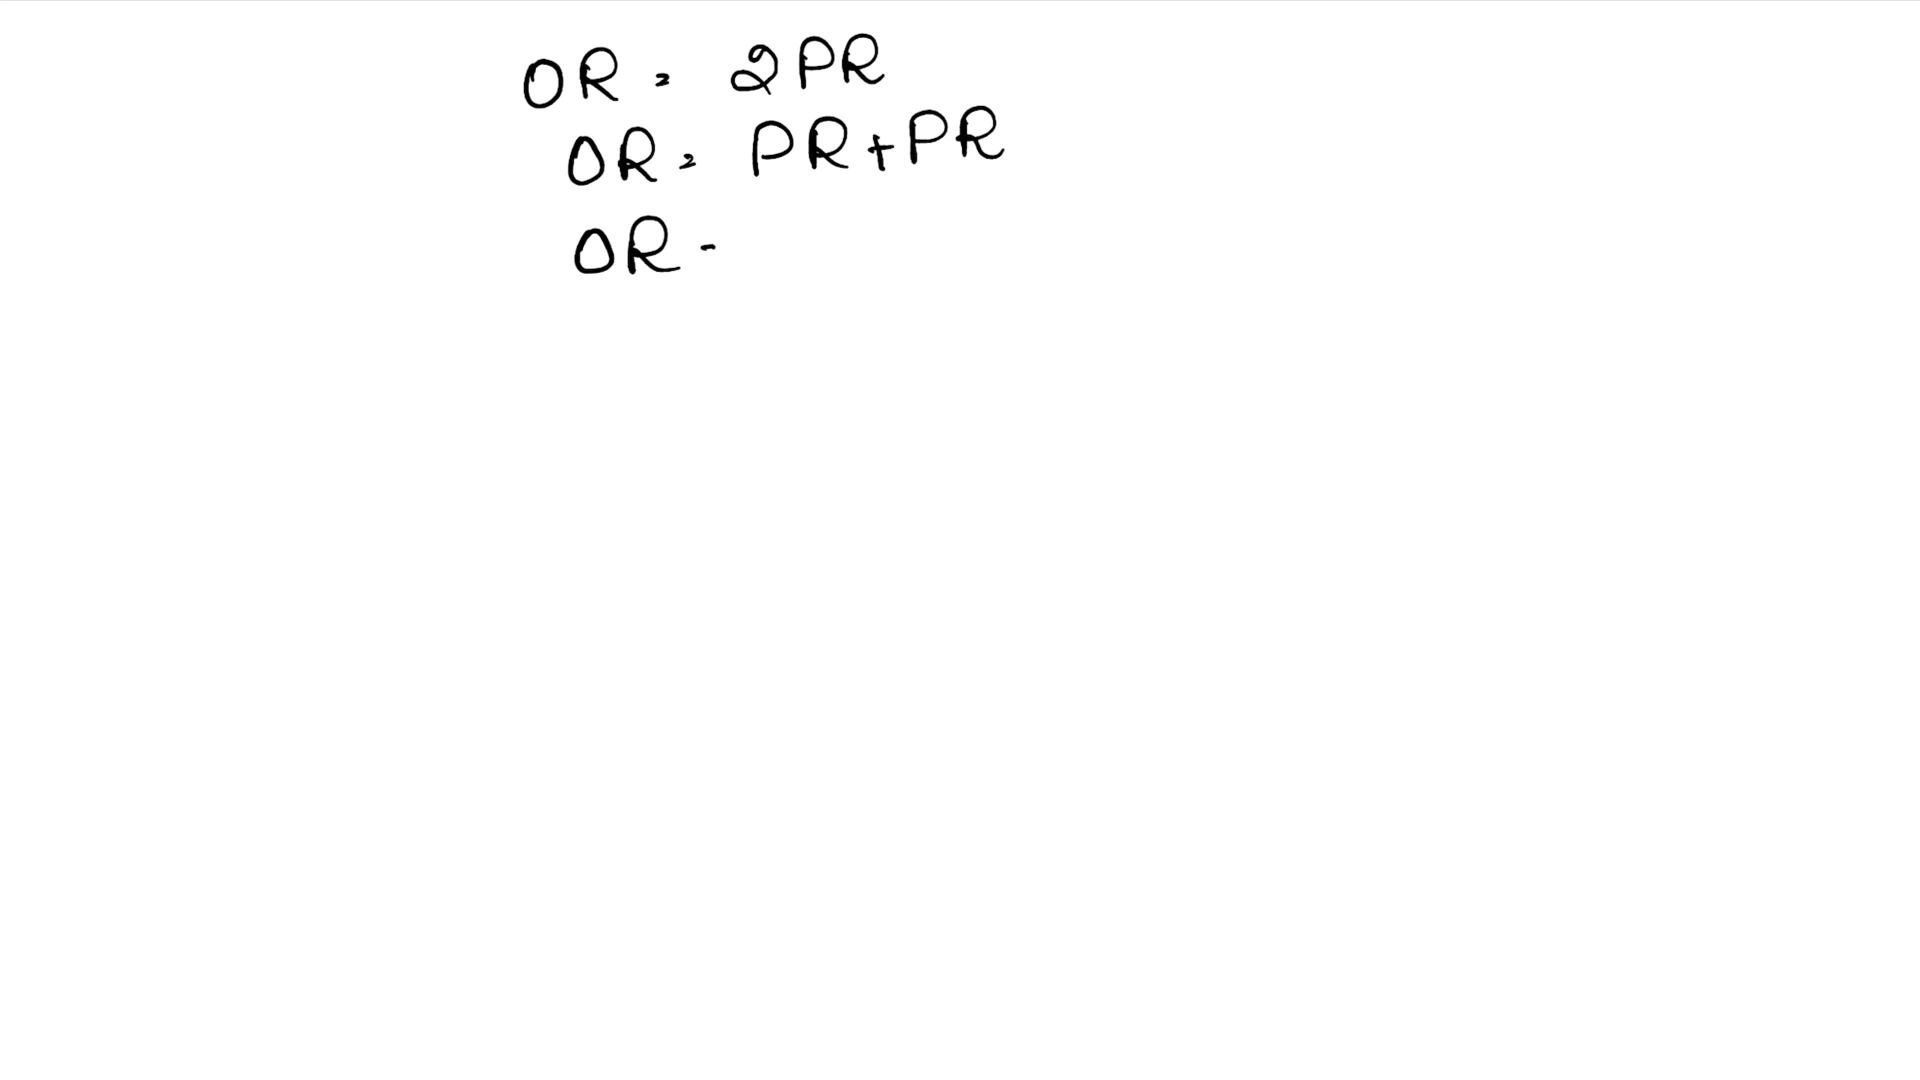 OR = 2PR
OR = PR + PR
OR -